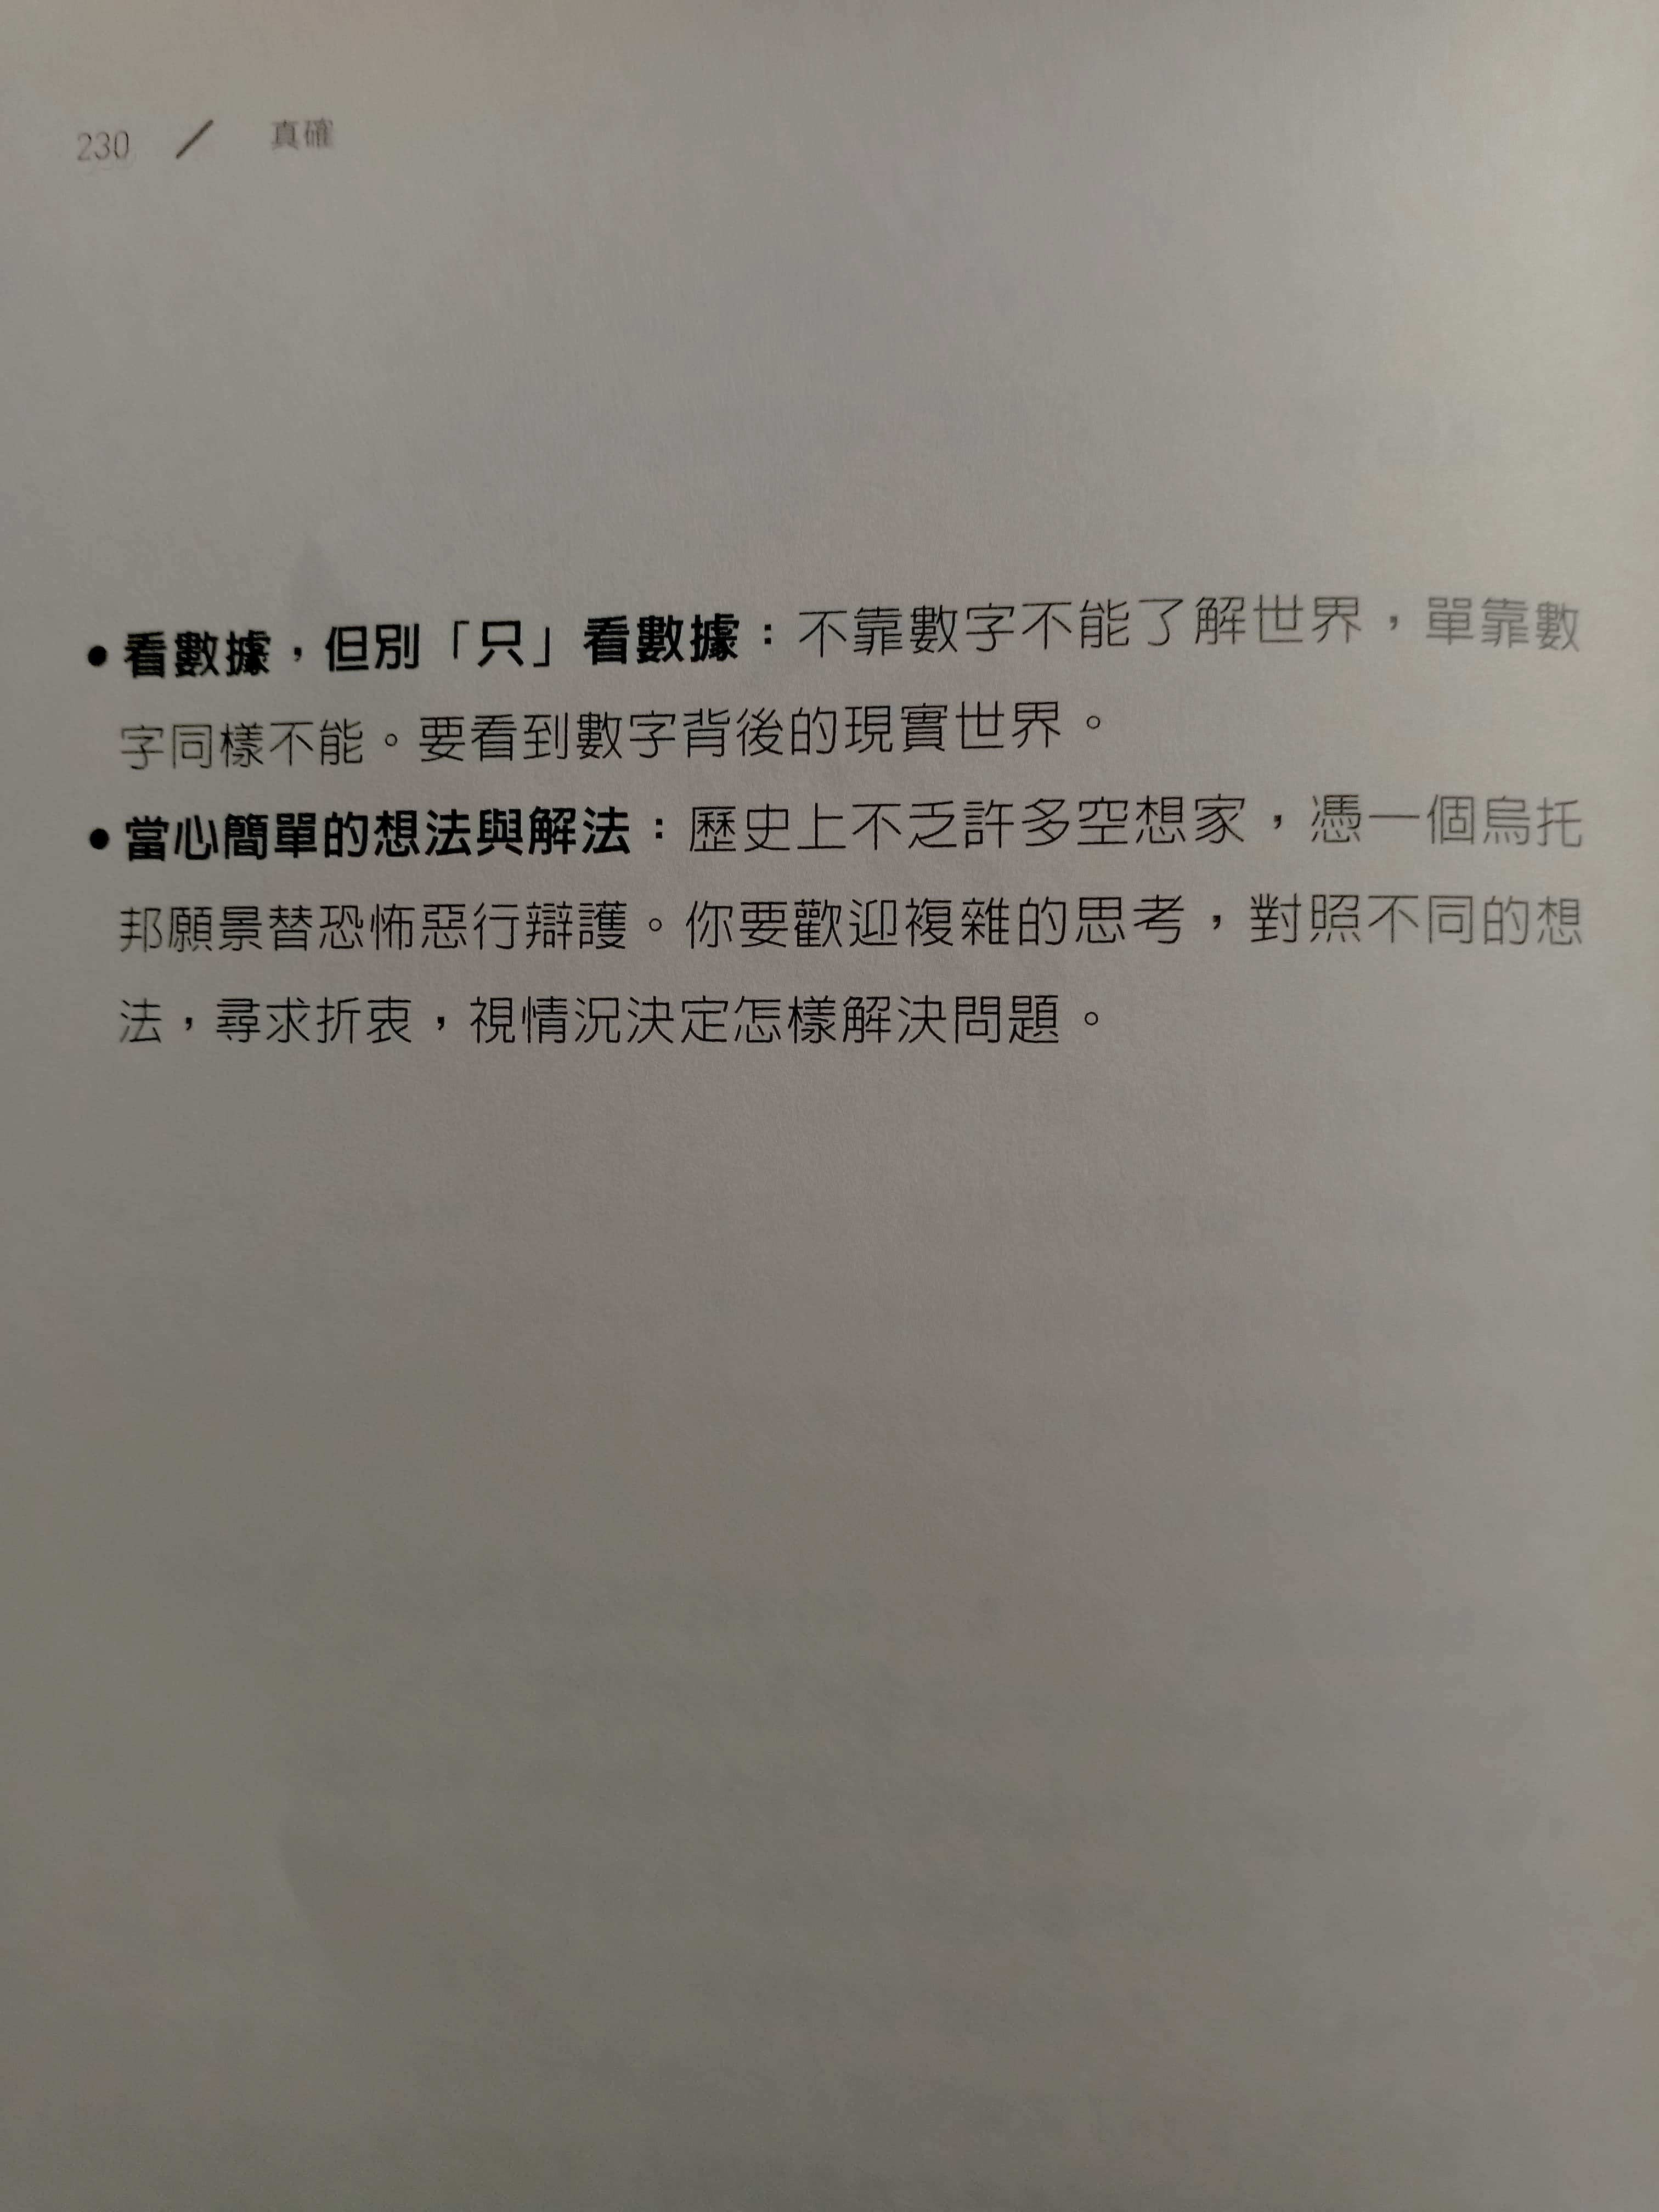 230 / 真確
●看數據，但別「只」看數據：不靠數字不能了解世界，單靠數
字同樣不能。要看到數字背後的現實世界。
●當心簡單的想法與解法：歷史上不乏許多空想家，憑一個烏托
邦願景替恐怖惡行辯護。你要歡迎複雜的思考，對照不同的想
法，尋求折衷，視情況決定怎樣解決問題。